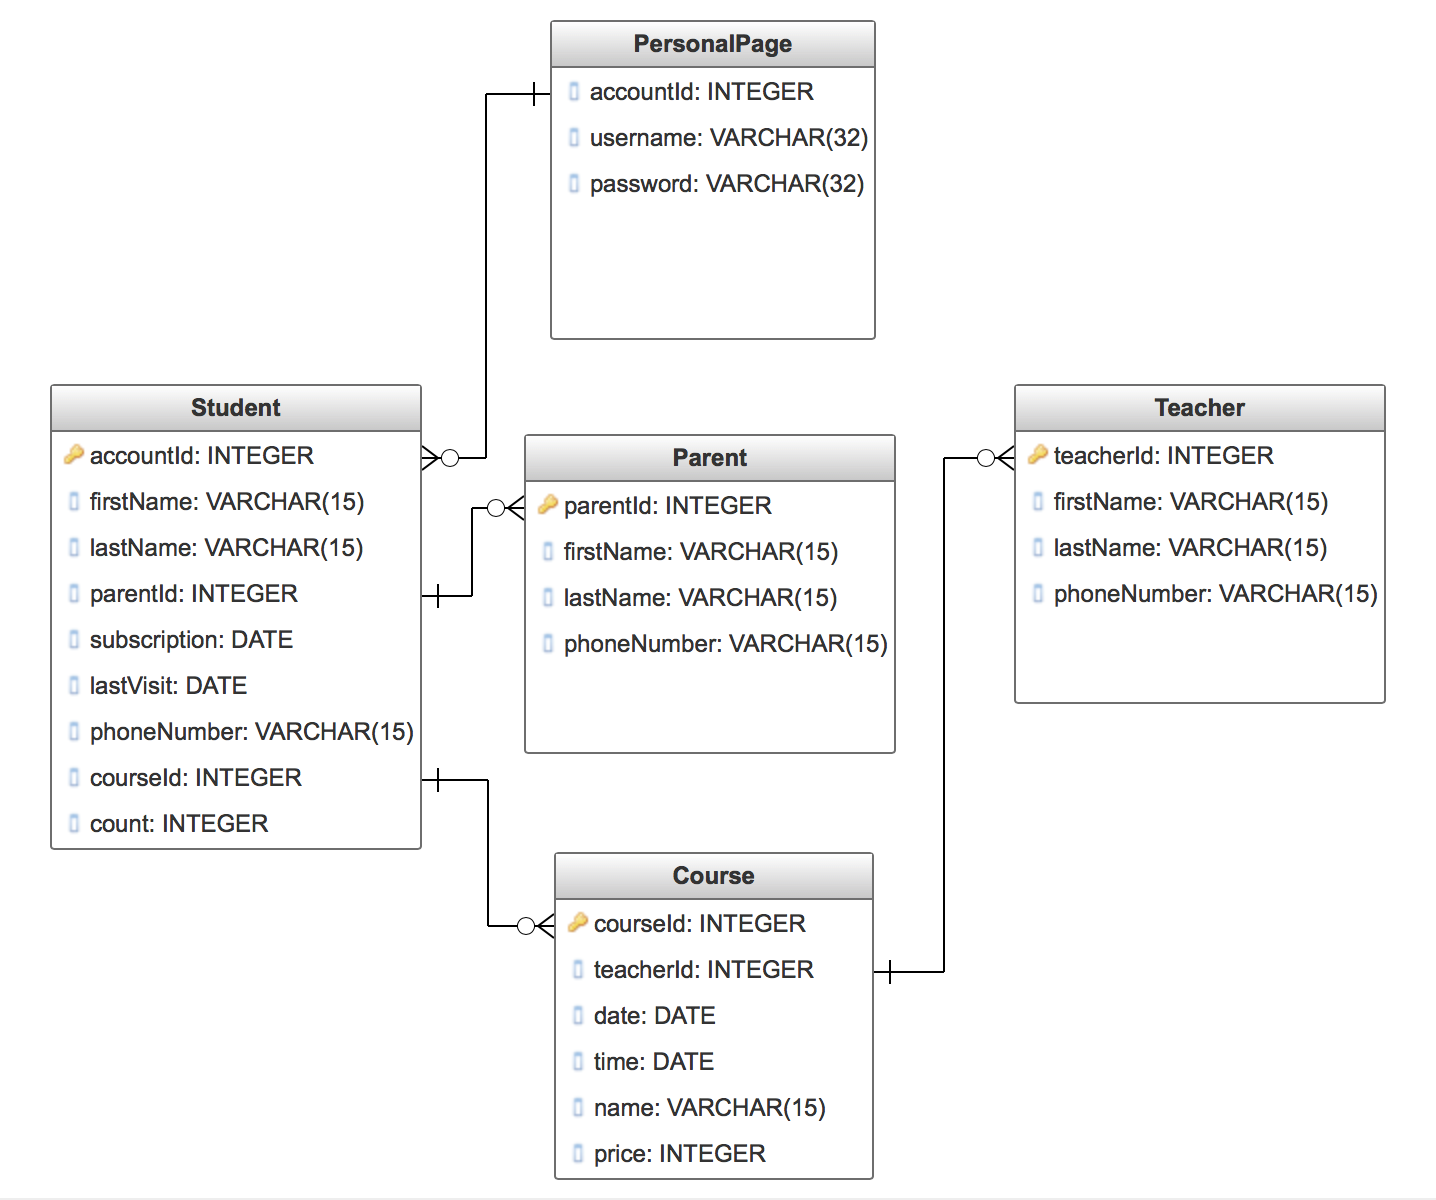 PersonalPage
accountId: INTEGER
username: VARCHAR(32)
password: VARCHAR(32)
Student
accountId: INTEGER
firstName: VARCHAR(15)
lastName: VARCHAR(15)
parentId: INTEGER
subscription: DATE
lastVisit: DATE
phoneNumber: VARCHAR(15)
courseId: INTEGER
count: INTEGER
Parent
parentId: INTEGER
firstName: VARCHAR(15)
lastName: VARCHAR(15)
phoneNumber: VARCHAR(15)
Teacher
teacherId: INTEGER
firstName: VARCHAR(15)
lastName: VARCHAR(15)
phoneNumber: VARCHAR(15)
Course
courseId: INTEGER
teacherId: INTEGER
date: DATE
time: DATE
name: VARCHAR(15)
price: INTEGER